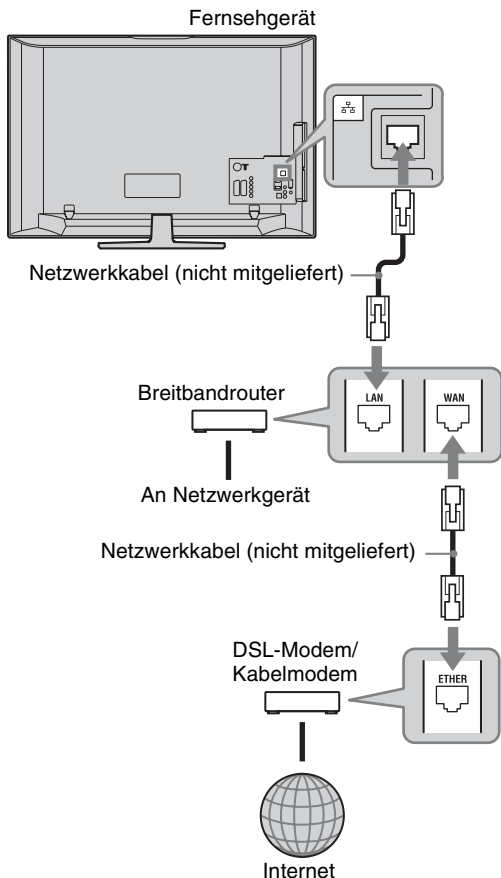 Fernsehgerät
Netzwerkkabel (nicht mitgeliefert)
Breitbandrouter
LAN
WAN
An Netzwerkgerät
Netzwerkkabel (nicht mitgeliefert)
DSL-Modem/
Kabelmodem
ETHER
Internet